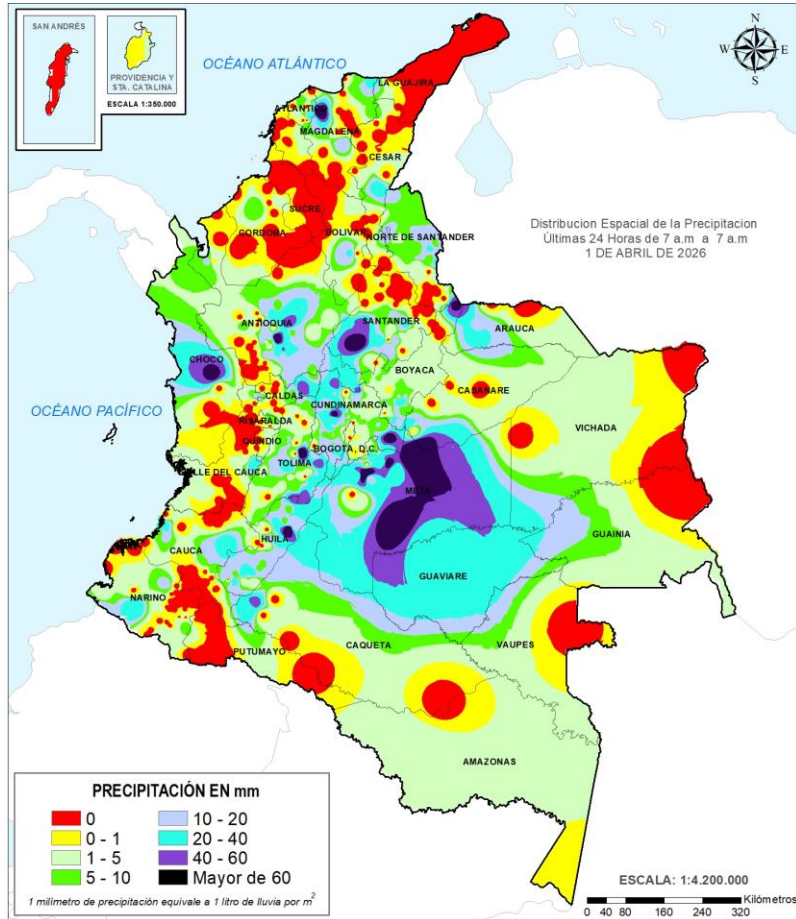 SAN ANDRÉS
PROVIDENCIA Y
STA. CATALINA
ESCALA 1:350.000
OCÉANO ATLÁNTICO
N
W E
S
LA GUAJIRA
ATLANTICO
MAGDALENA
CESAR
SUCRE
CORDOBA
BOLIVAR
NORTE DE SANTANDER
Distribucion Espacial de la Precipitacion
Últimas 24 Horas de 7 a.m a 7 a.m
1 DE ABRIL DE 2026
ANTIOQUIA
SANTANDER
ARAUCA
CHOCO
BOYACA
OCÉANO PACÍFICO
CALDAS
CASANARE
CUNDINAMARCA
VICHADA
RISARALDA
QUINDIO
BOGOTA, D.C.
TOLIMA
VALLE DEL CAUCA
META
GUAINIA
HUILA
CAUCA
GUAVIARE
NARIÑO
CAQUETA
VAUPES
PUTUMAYO
AMAZONAS
PRECIPITACIÓN EN mm
0
0 - 1
1 - 5
5 - 10
10 - 20
20 - 40
40 - 60
Mayor de 60
1 milímetro de precipitación equivale a 1 litro de lluvia por m²
ESCALA: 1:4.200.000
0 40 80 160 240 320 Kilómetros